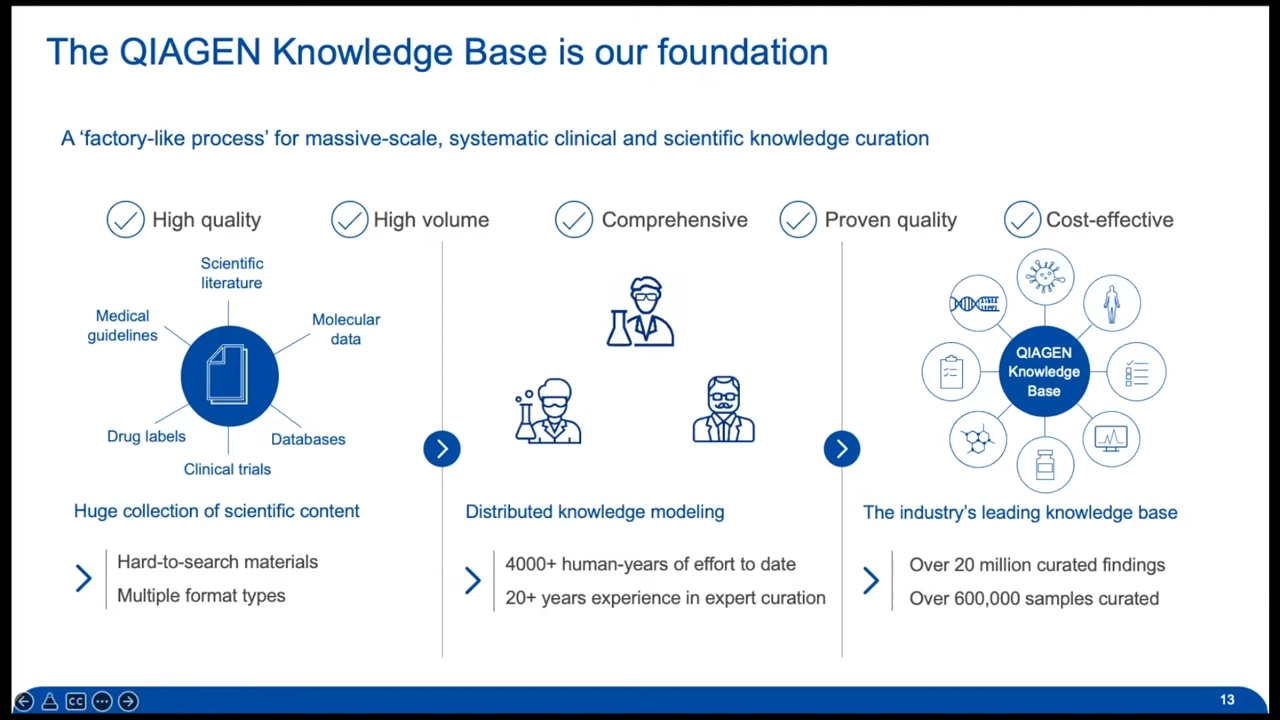 The QIAGEN Knowledge Base is our foundation
A ‘factory-like process’ for massive-scale, systematic clinical and scientific knowledge curation
High quality
High volume
Comprehensive
Proven quality
Cost-effective
Scientific
literature
Medical
guidelines
Molecular
data
Drug labels
Databases
Clinical trials
Huge collection of scientific content
Hard-to-search materials
Multiple format types
Distributed knowledge modeling
4000+ human-years of effort to date
20+ years experience in expert curation
QIAGEN
Knowledge
Base
The industry’s leading knowledge base
Over 20 million curated findings
Over 600,000 samples curated
CC
13